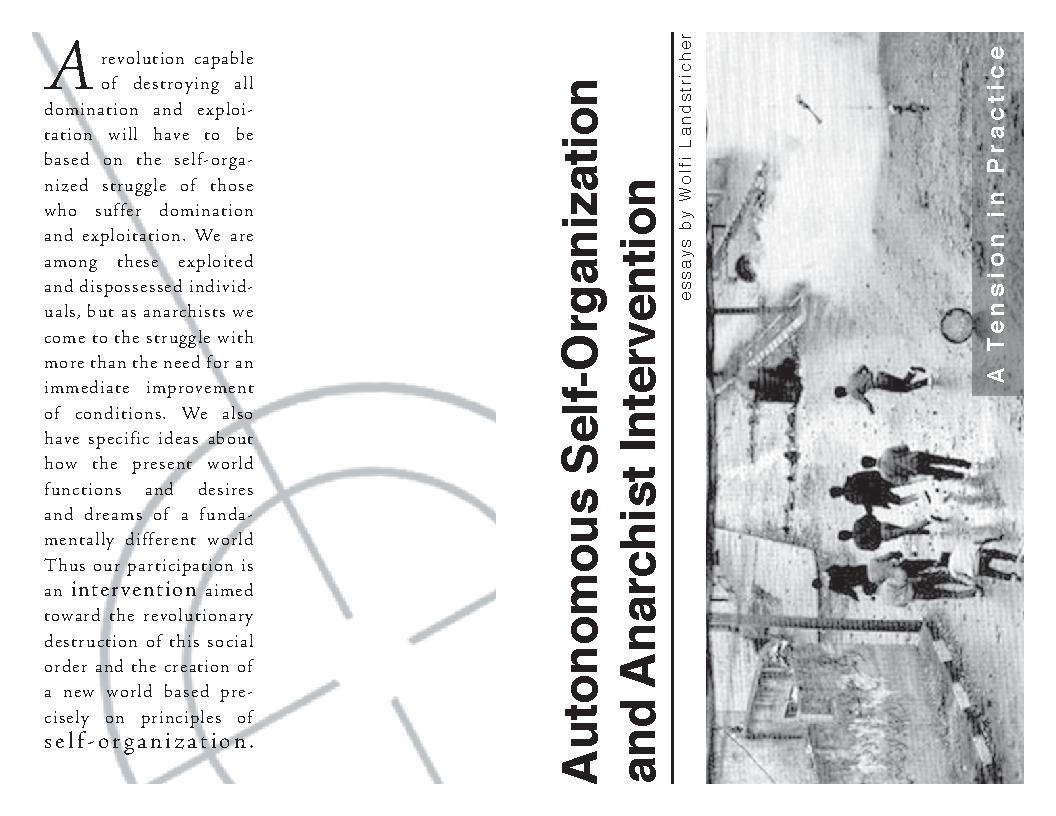 A revolution capable
of destroying all
domination and exploi-
tation will have to be
based on the self-orga-
nized struggle of those
who suffer domination
and exploitation. We are
among these exploited
and dispossessed individ-
uals, but as anarchists we
come to the struggle with
more than the need for an
immediate improvement
of conditions. We also
have specific ideas about
how the present world
functions and desires
and dreams of a funda-
mentally different world
Thus our participation is
an intervention aimed
toward the revolutionary
destruction of this social
order and the creation of
a new world based pre-
cisely on principles of
self-organization.
Autonomous Self-Organization
and Anarchist Intervention
essays by Wolfi Landstricher
A Tension in Practice